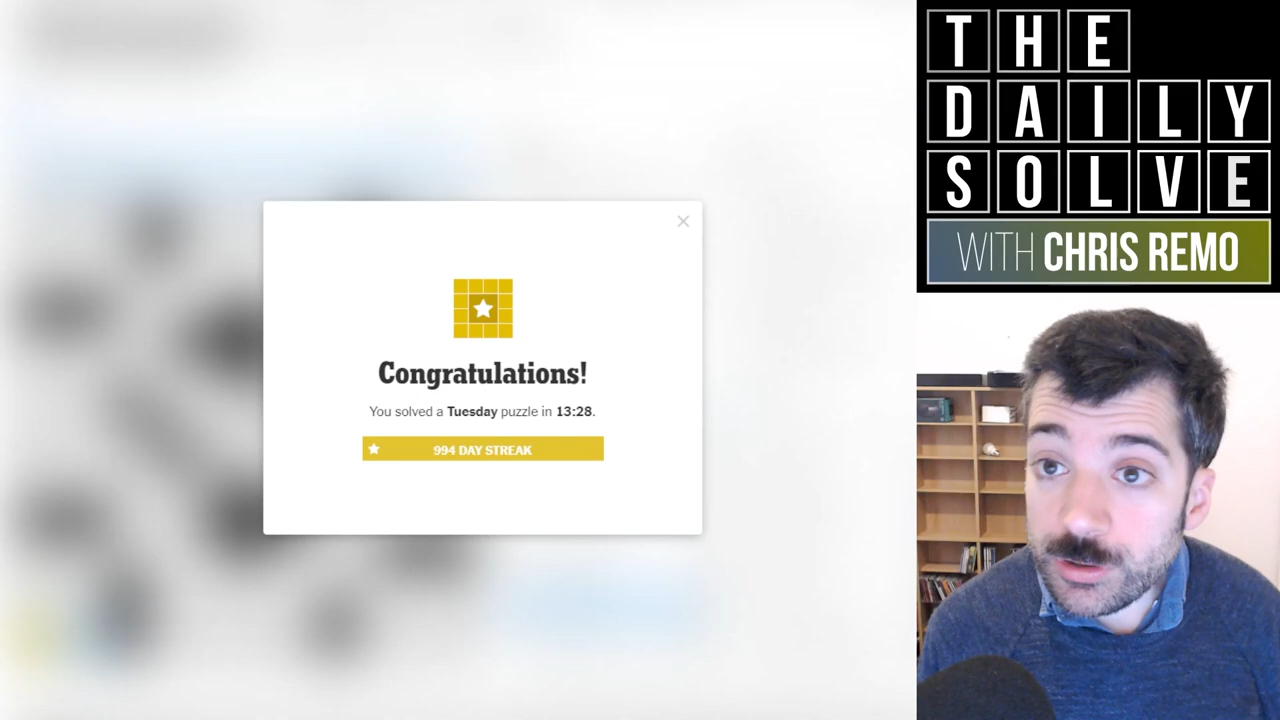 THE
DAILY
SOLVE
WITH CHRIS REMO
Congratulations!
You solved a Tuesday puzzle in 13:28.
994 DAY STREAK